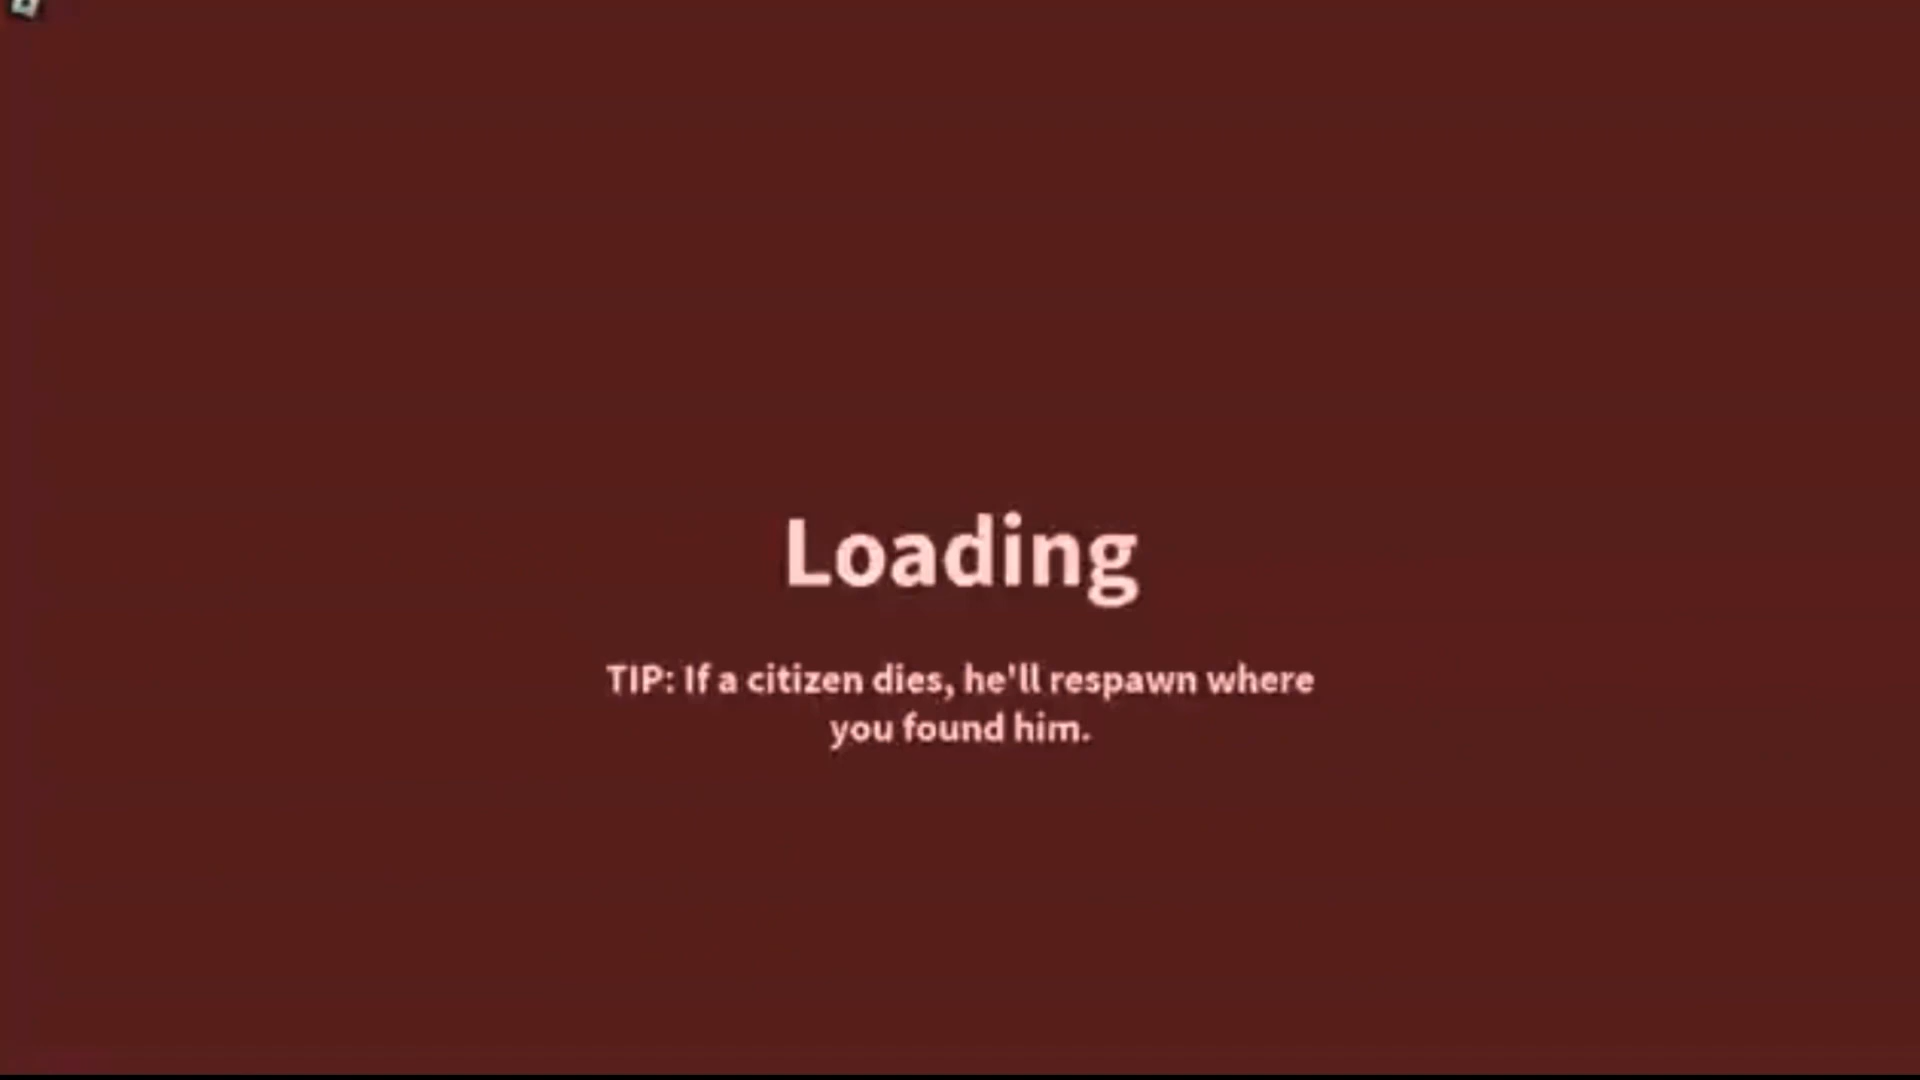 Loading
TIP: If a citizen dies, he'll respawn where
you found him.